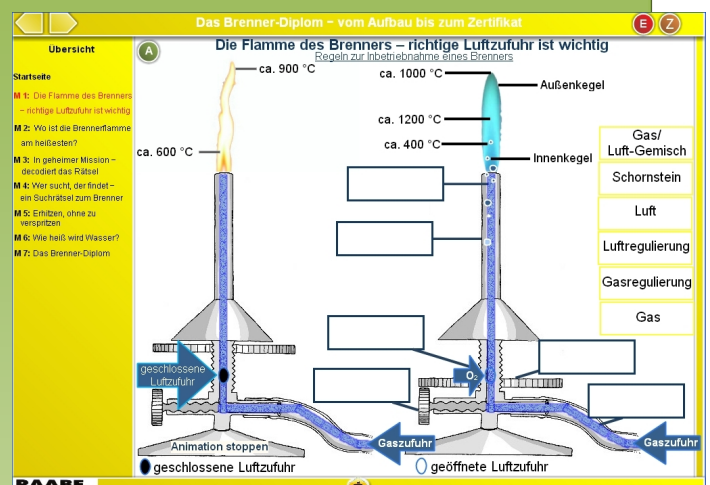 Das Brenner-Diplom – vom Aufbau bis zum Zertifikat
E
Z
Übersicht
Startseite
M 1: Die Flamme des Brenners
– richtige Luftzufuhr ist wichtig
M 2: Wo ist die Brennerflamme
am heißesten?
M 3: In geheimer Mission –
decodiert das Rätsel
M 4: Wer sucht, der findet –
ein Suchrätsel zum Brenner
M 5: Erhitzen, ohne zu
verspritzen
M 6: Wie heiß wird Wasser?
M 7: Das Brenner-Diplom
A
Die Flamme des Brenners – richtige Luftzufuhr ist wichtig
Regeln zur Inbetriebnahme eines Brenners
ca. 900 °C
ca. 600 °C
geschlossene
Luftzufuhr
Animation stoppen
Gaszufuhr
geschlossene Luftzufuhr
ca. 1000 °C
Außenkegel
ca. 1200 °C
ca. 400 °C
Innenkegel
O₂
Gaszufuhr
geöffnete Luftzufuhr
Gas/
Luft-Gemisch
Schornstein
Luft
Luftregulierung
Gasregulierung
Gas
RAABE